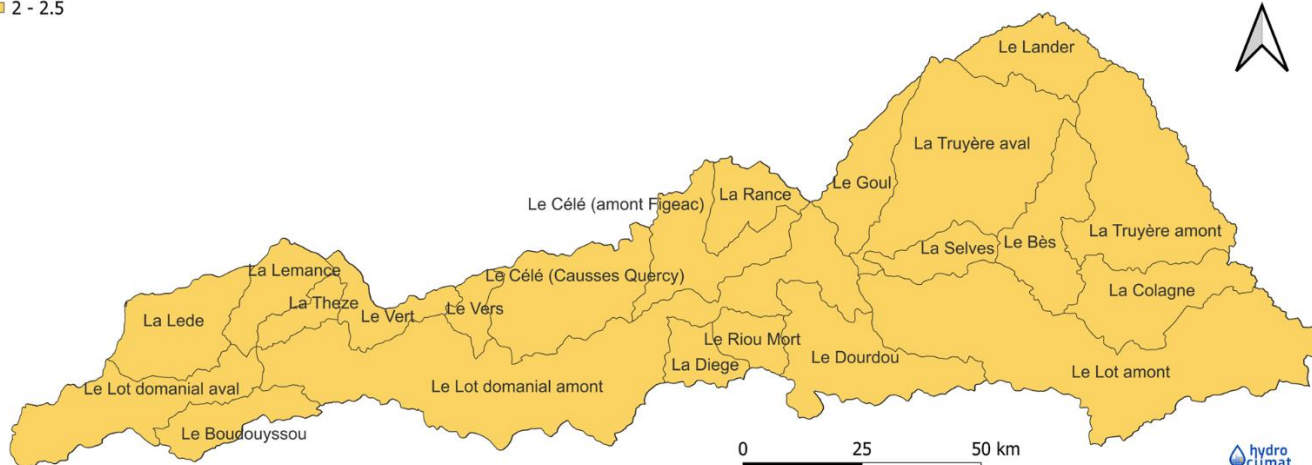 2 - 2.5
Le Lander
La Truyère aval
Le Goul
La Rance
Le Célé (amont Figeac)
La Truyère amont
La Selves
Le Bès
La Lemance
Le Célé (Causses Quercy)
La Colagne
La Theze
Le Vers
Le Vert
La Lede
Le Riou Mort
Le Dourdou
La Diege
Le Lot amont
Le Lot domanial aval
Le Lot domanial amont
Le Boudouyssou
0 25 50 km
hydro
climat